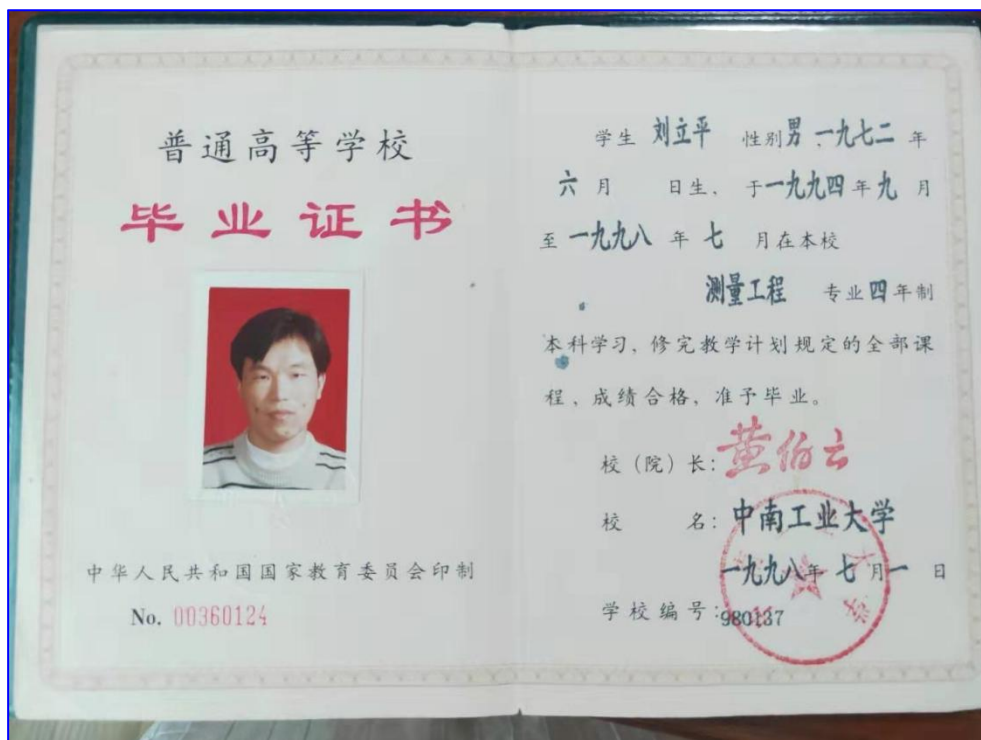 普通高等学校
毕业证书
中华人民共和国国家教育委员会印制
No. 00360124
学生 刘立平 性别男、一九七二 年
六 月 日生、于一九九四年九 月
至 一九九八 年 七 月在本校
测量工程 专业四年制
本科学习，修完教学计划规定的全部课
程，成绩合格，准予毕业。
校（院）长：黄伯云
校 名：中南工业大学
一九九八年 七 月一 日
学校编号：980137